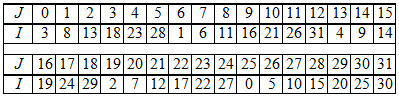 J 0 1 2 3 4 5 6 7 8 9 10 11 12 13 14 15
I 3 8 13 18 23 28 1 6 11 16 21 26 31 4 9 14
J 16 17 18 19 20 21 22 23 24 25 26 27 28 29 30 31
I 19 24 29 2 7 12 17 22 27 0 5 10 15 20 25 30